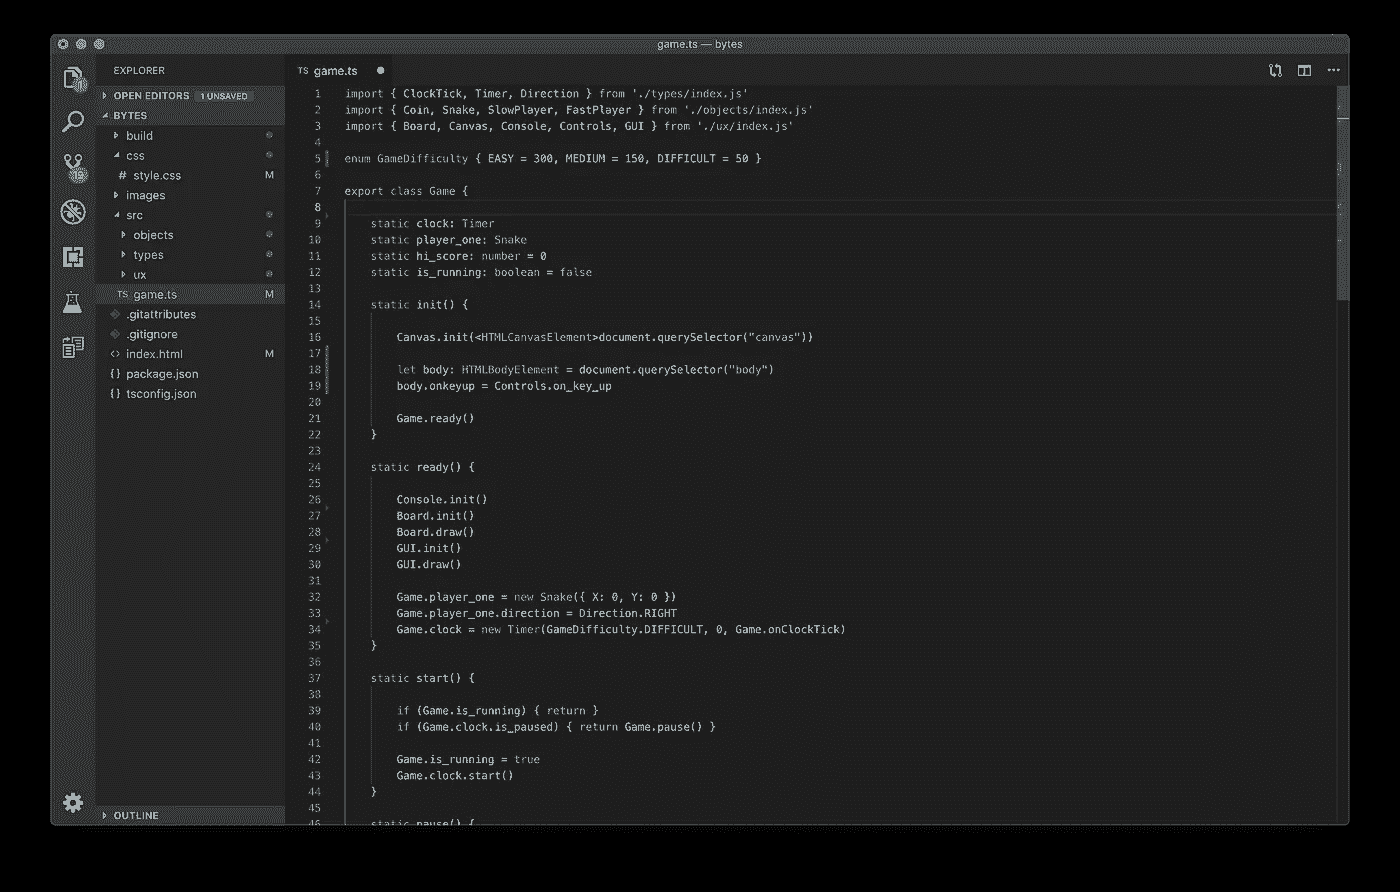 game.ts — bytes
EXPLORER
OPEN EDITORS 1 UNSAVED
BYTES
build
css
# style.css M
images
src
objects
types
ux
TS game.ts M
.gitattributes
.gitignore
<> index.html M
{} package.json
{} tsconfig.json
OUTLINE
1
19
TS game.ts
1 import { ClockTick, Timer, Direction } from './types/index.js'
2 import { Coin, Snake, SlowPlayer, FastPlayer } from './objects/index.js'
3 import { Board, Canvas, Console, Controls, GUI } from './ux/index.js'
4
5 enum GameDifficulty { EASY = 300, MEDIUM = 150, DIFFICULT = 50 }
6
7 export class Game {
8
9 static clock: Timer
10 static player_one: Snake
11 static hi_score: number = 0
12 static is_running: boolean = false
13
14 static init() {
15
16 Canvas.init(<HTMLCanvasElement>document.querySelector("canvas"))
17
18 let body: HTMLBodyElement = document.querySelector("body")
19 body.onkeyup = Controls.on_key_up
20
21 Game.ready()
22 }
23
24 static ready() {
25
26 Console.init()
27 Board.init()
28 Board.draw()
29 GUI.init()
30 GUI.draw()
31
32 Game.player_one = new Snake({ X: 0, Y: 0 })
33 Game.player_one.direction = Direction.RIGHT
34 Game.clock = new Timer(GameDifficulty.DIFFICULT, 0, Game.onClockTick)
35 }
36
37 static start() {
38
39 if (Game.is_running) { return }
40 if (Game.clock.is_paused) { return Game.pause() }
41
42 Game.is_running = true
43 Game.clock.start()
44 }
45
46 static pause() {